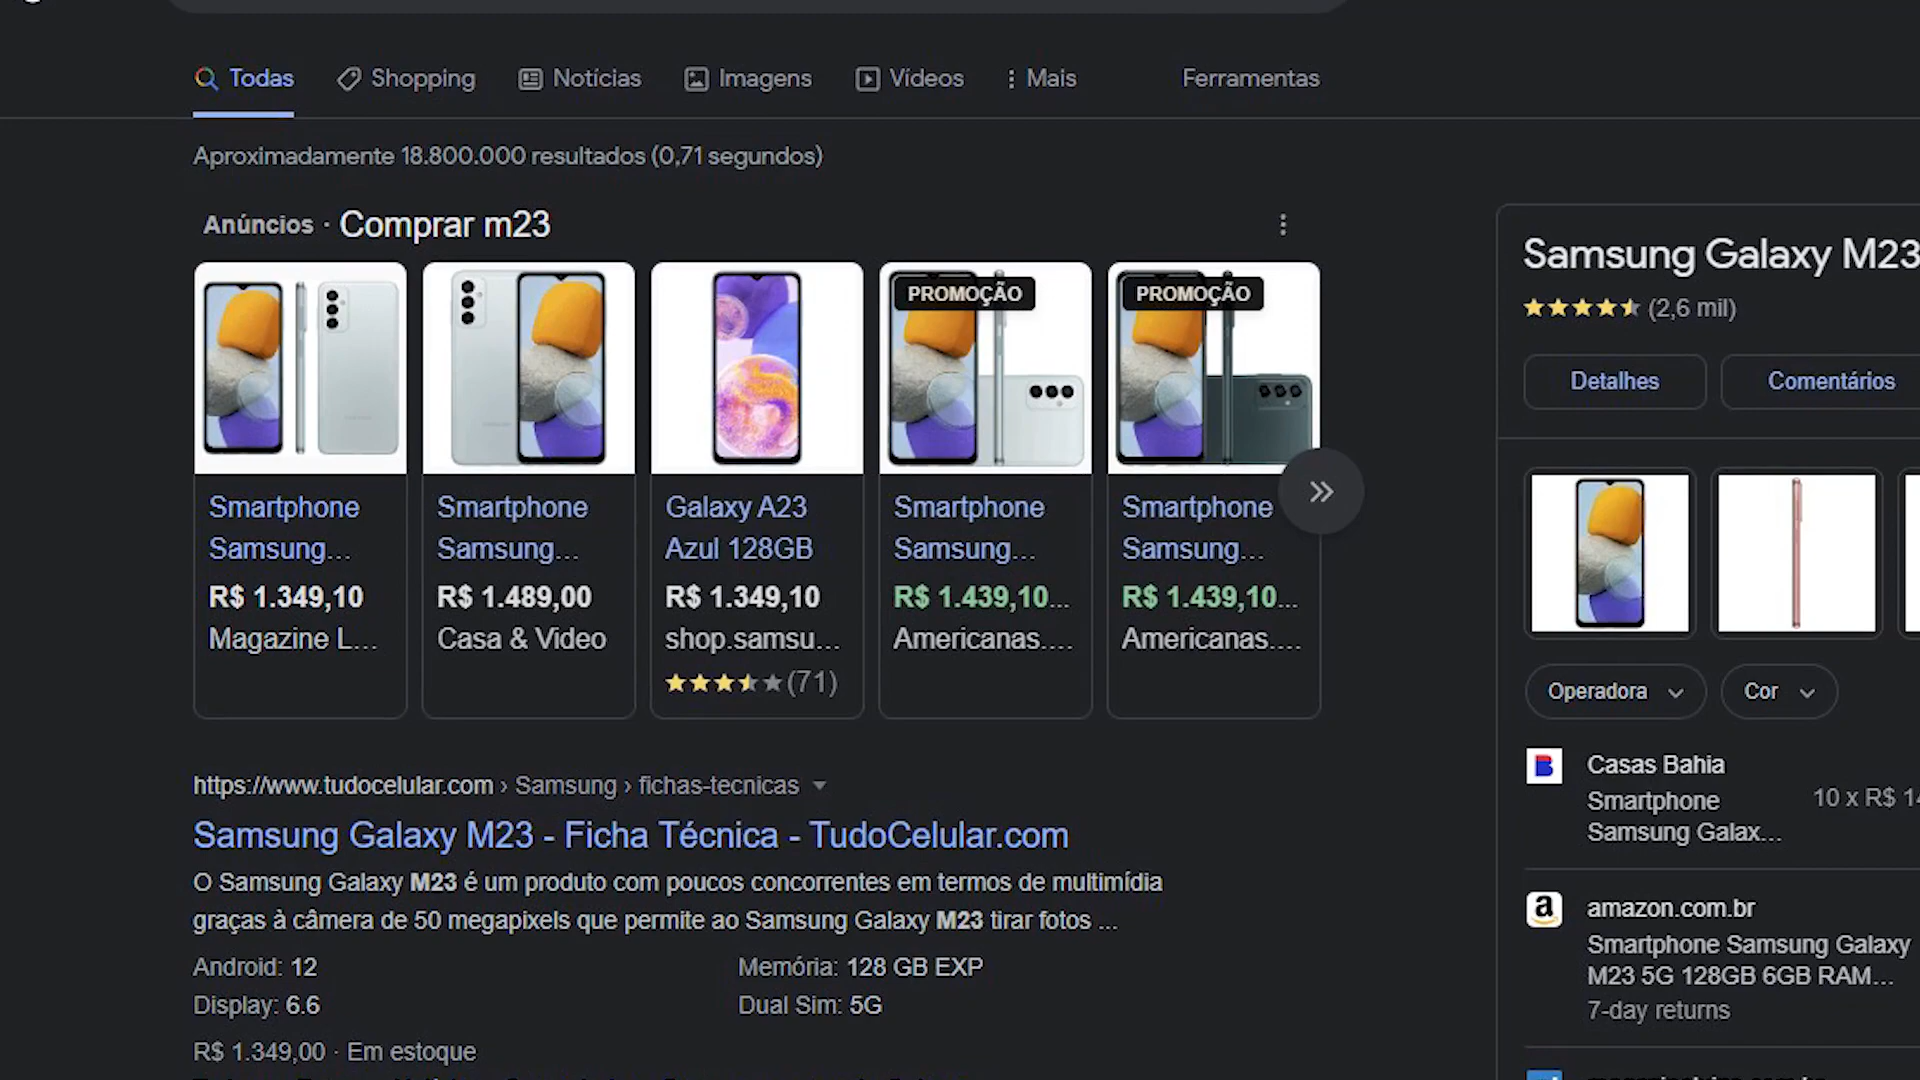 Todas
Shopping
Notícias
Imagens
Vídeos
Mais
Ferramentas
Aproximadamente 18.800.000 resultados (0,71 segundos)
Anúncios · Comprar m23
Smartphone
Samsung...
R$ 1.349,10
Magazine L...
Smartphone
Samsung...
R$ 1.489,00
Casa & Video
Galaxy A23
Azul 128GB
R$ 1.349,10
shop.samsu...
(71)
PROMOÇÃO
Smartphone
Samsung...
R$ 1.439,10...
Americanas....
PROMOÇÃO
Smartphone
Samsung...
R$ 1.439,10...
Americanas....
https://www.tudocelular.com › Samsung › fichas-tecnicas
Samsung Galaxy M23 - Ficha Técnica - TudoCelular.com
O Samsung Galaxy M23 é um produto com poucos concorrentes em termos de multimídia
graças à câmera de 50 megapixels que permite ao Samsung Galaxy M23 tirar fotos ...
Android: 12
Memória: 128 GB EXP
Display: 6.6
Dual Sim: 5G
R$ 1.349,00 · Em estoque
Samsung Galaxy M23
(2,6 mil)
Detalhes
Comentários
Operadora
Cor
Casas Bahia
Smartphone
Samsung Galax...
10 x R$
amazon.com.br
Smartphone Samsung Galaxy
M23 5G 128GB 6GB RAM...
7-day returns